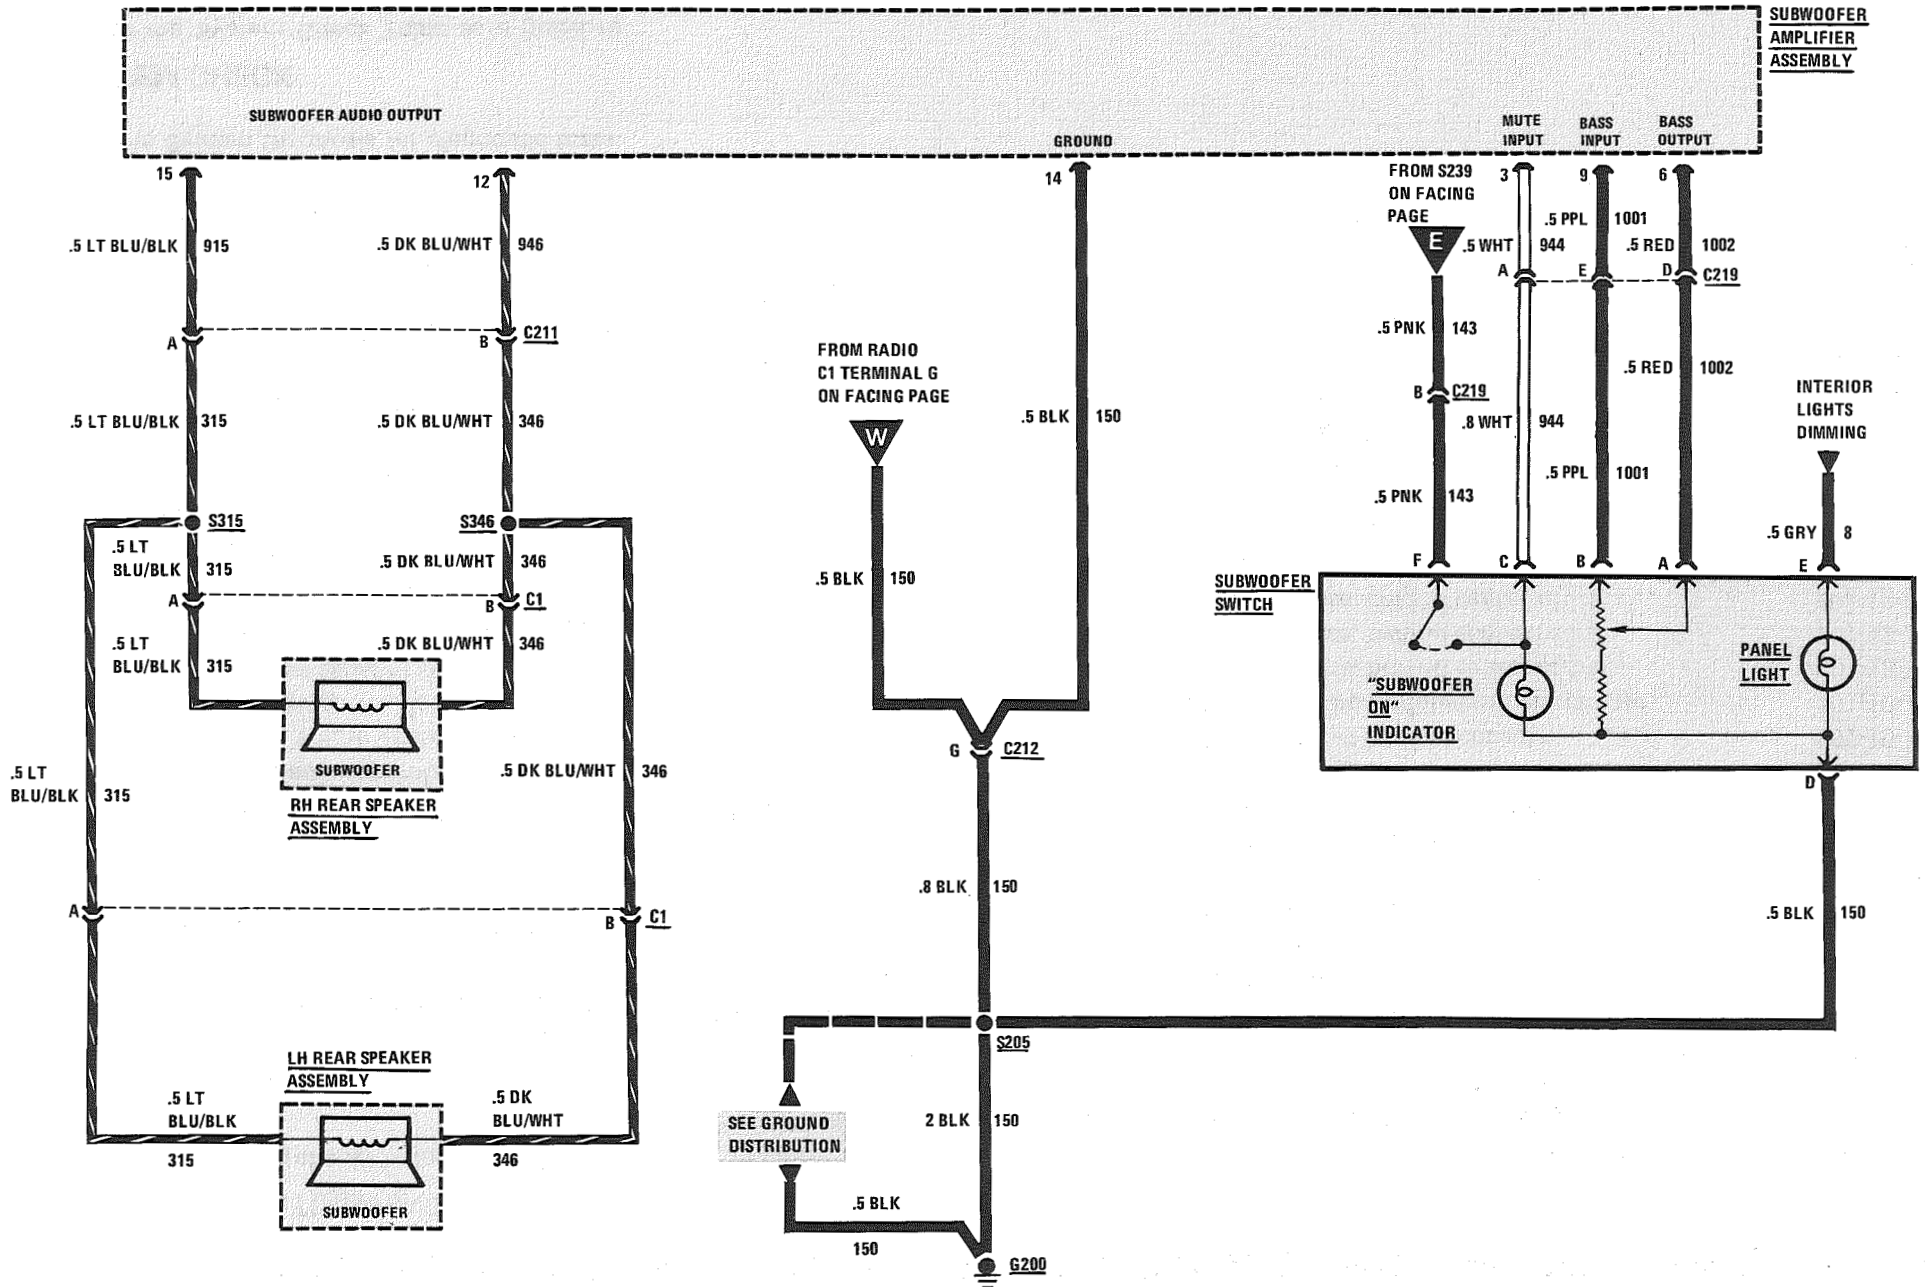 SUBWOOFER
AMPLIFIER
ASSEMBLY
SUBWOOFER AUDIO OUTPUT
GROUND
MUTE
INPUT
BASS
INPUT
BASS
OUTPUT
15
12
14
FROM S239
ON FACING
PAGE
E
3
9
6
.5 LT BLU/BLK 915
.5 DK BLU/WHT 946
.5 PPL 1001
.5 WHT 944
.5 RED 1002
A
E
D
C219
A
B
C211
.5 PNK 143
FROM RADIO
C1 TERMINAL G
ON FACING PAGE
W
.5 RED 1002
B
C219
INTERIOR
LIGHTS
DIMMING
.5 LT BLU/BLK 315
.5 DK BLU/WHT 346
.5 BLK 150
.8 WHT 944
.5 PPL 1001
.5 PNK 143
S315
S346
.5 GRY 8
.5 LT
BLU/BLK 315
.5 DK BLU/WHT 346
.5 BLK 150
F
C
B
A
E
SUBWOOFER
SWITCH
A
B
C1
.5 LT
BLU/BLK 315
.5 DK BLU/WHT 346
PANEL
LIGHT
"SUBWOOFER
ON"
INDICATOR
SUBWOOFER
RH REAR SPEAKER
ASSEMBLY
.5 LT
BLU/BLK 315
.5 DK BLU/WHT 346
G
C212
D
.8 BLK 150
.5 BLK 150
A
B
C1
S205
LH REAR SPEAKER
ASSEMBLY
.5 LT
BLU/BLK
315
.5 DK
BLU/WHT
346
SUBWOOFER
SEE GROUND
DISTRIBUTION
2 BLK 150
.5 BLK
150
G200